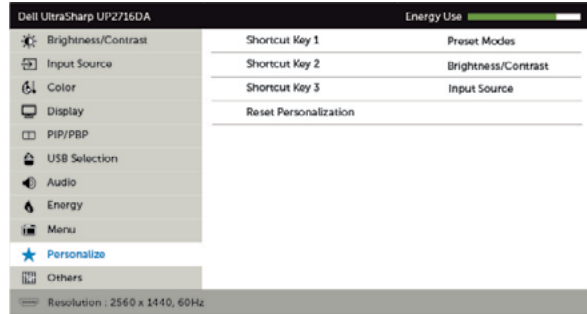 Dell UltraSharp UP2716DA Energy Use
Brightness/Contrast Shortcut Key 1 Preset Modes
Input Source Shortcut Key 2 Brightness/Contrast
Color Shortcut Key 3 Input Source
Display Reset Personalization
PIP/PBP
USB Selection
Audio
Energy
Menu
Personalize
Others
Resolution : 2560 x 1440, 60Hz